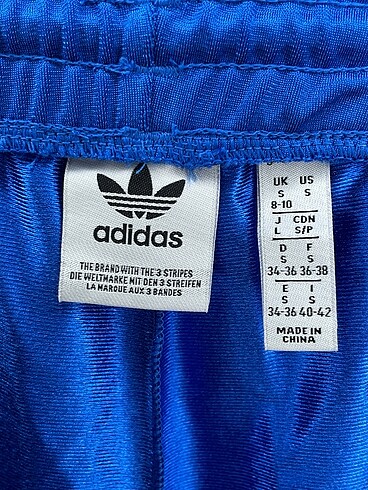 adidas
THE BRAND WITH THE 3 STRIPES
DIE WELTMARKE MIT DEN 3 STREIFEN
LA MARQUE AUX 3 BANDES
UK US
S S
8-10
J CDN
L S/P
D F
S S
34-36 36-38
E I
S S
34-36 40-42
MADE IN
CHINA